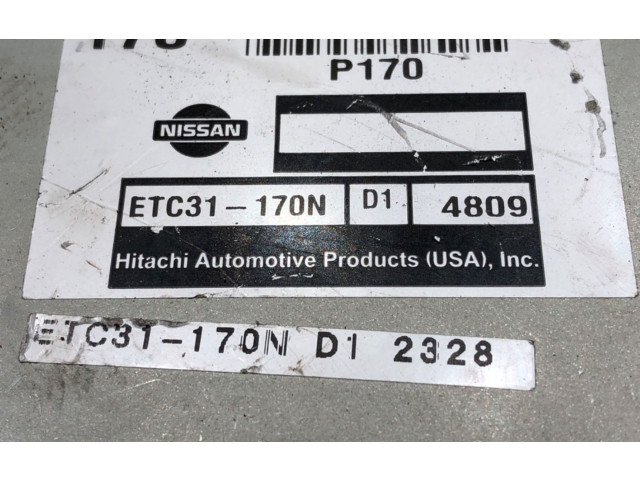 P170
NISSAN
ETC31-170N D1 4809
Hitachi Automotive Products (USA), Inc.
ETC31-170N D1 2328